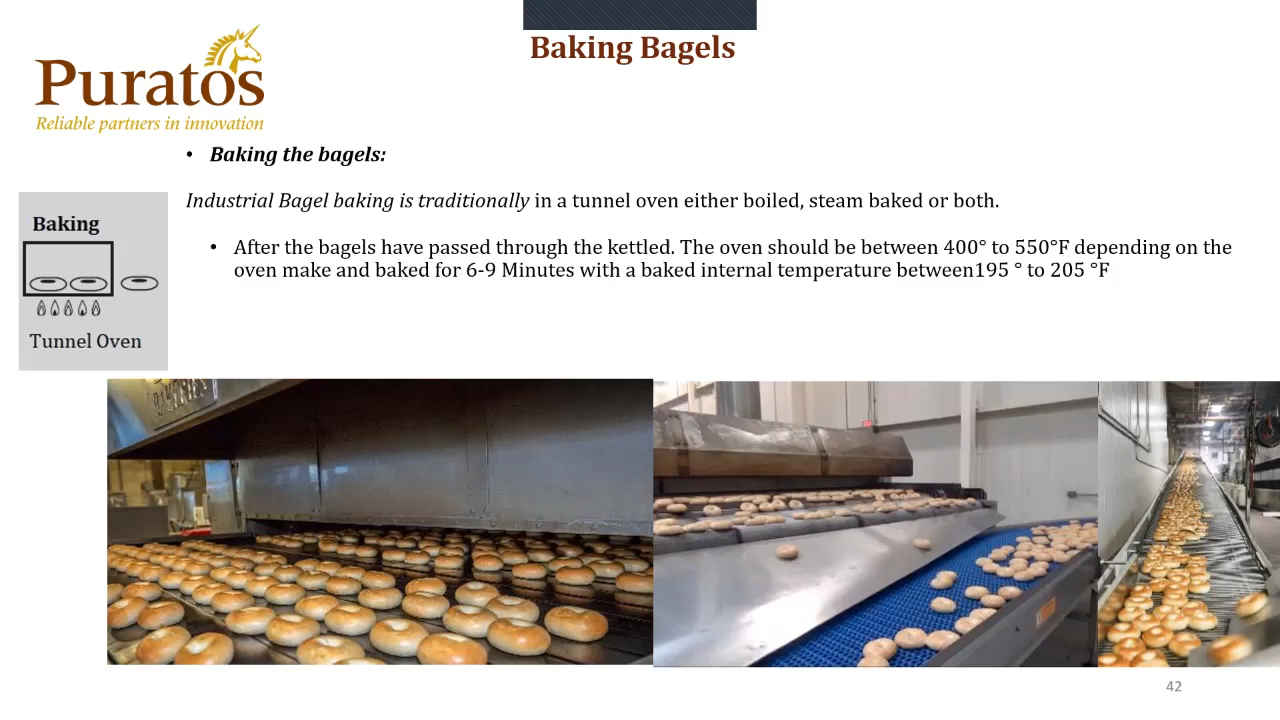 Baking Bagels
Puratos
Reliable partners in innovation
• Baking the bagels:
Industrial Bagel baking is traditionally in a tunnel oven either boiled, steam baked or both.
• After the bagels have passed through the kettled. The oven should be between 400° to 550°F depending on the
oven make and baked for 6-9 Minutes with a baked internal temperature between195 ° to 205 °F
Baking
Tunnel Oven
42